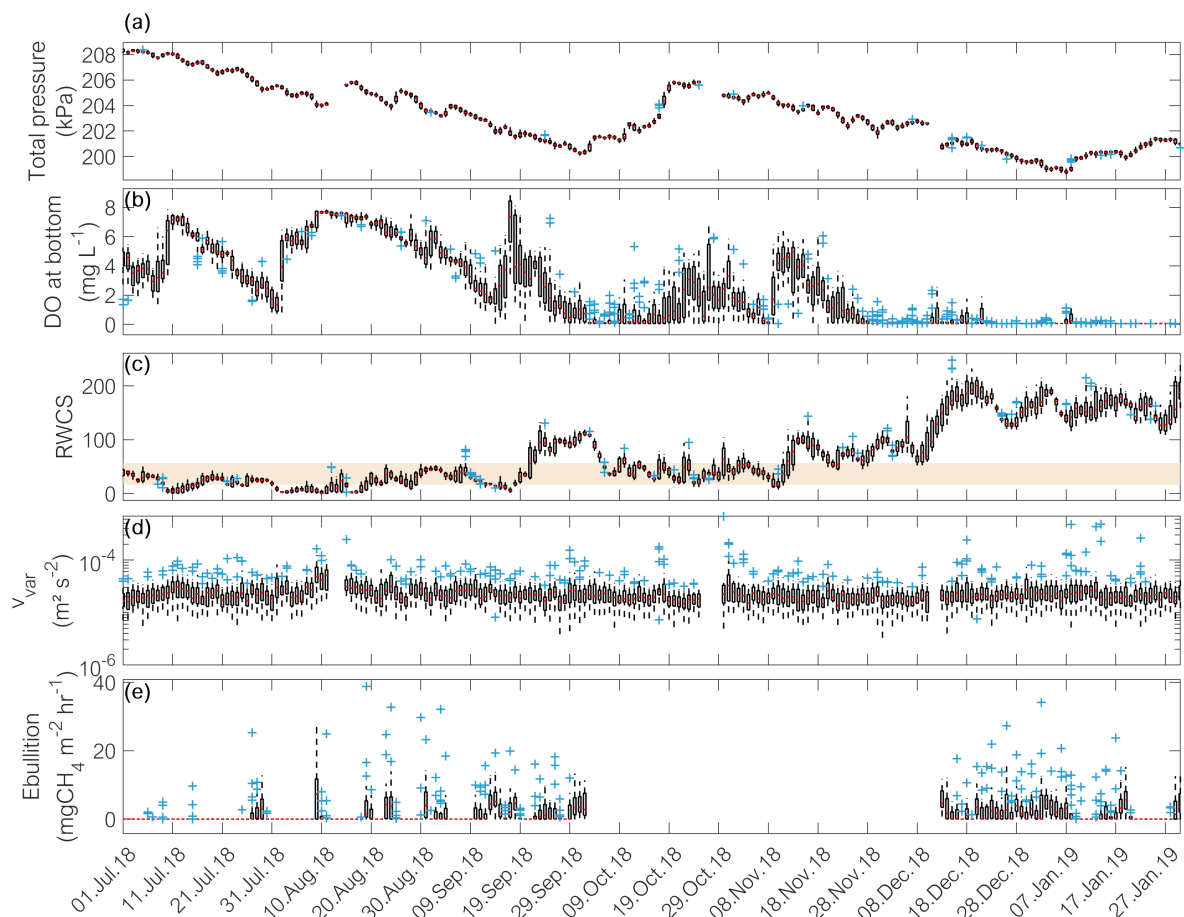 (a)
Total pressure
(kPa)
208
206
204
202
200
(b)
DO at bottom
(mg L⁻¹)
8
6
4
2
0
(c)
RWCS
200
100
0
(d)
v_var
(m² s⁻²)
10⁻⁴
10⁻⁶
(e)
Ebullition
(mgCH₄ m⁻² hr⁻¹)
40
20
0
01.Jul.18
11.Jul.18
21.Jul.18
31.Jul.18
10.Aug.18
20.Aug.18
30.Aug.18
09.Sep.18
19.Sep.18
29.Sep.18
09.Oct.18
19.Oct.18
29.Oct.18
08.Nov.18
18.Nov.18
28.Nov.18
08.Dec.18
18.Dec.18
28.Dec.18
07.Jan.19
17.Jan.19
27.Jan.19